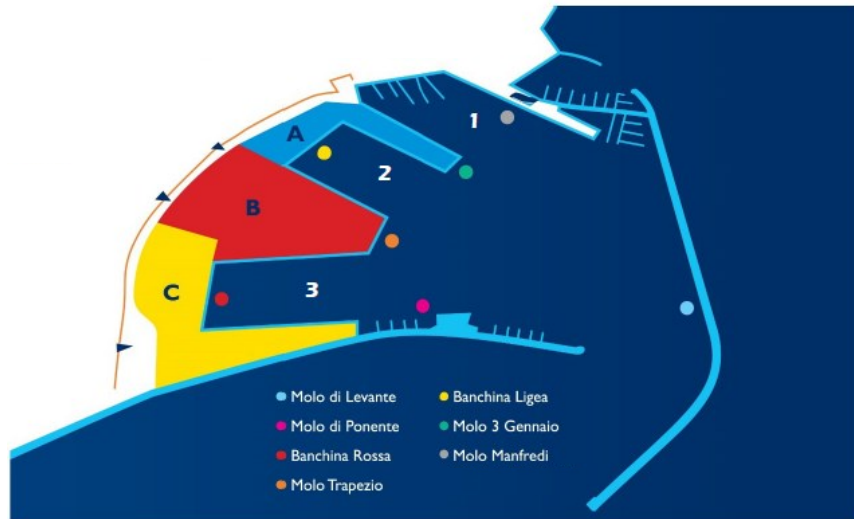 1
A
2
B
C
3
Molo di Levante
Molo di Ponente
Banchina Rossa
Molo Trapezio
Banchina Ligea
Molo 3 Gennaio
Molo Manfredi